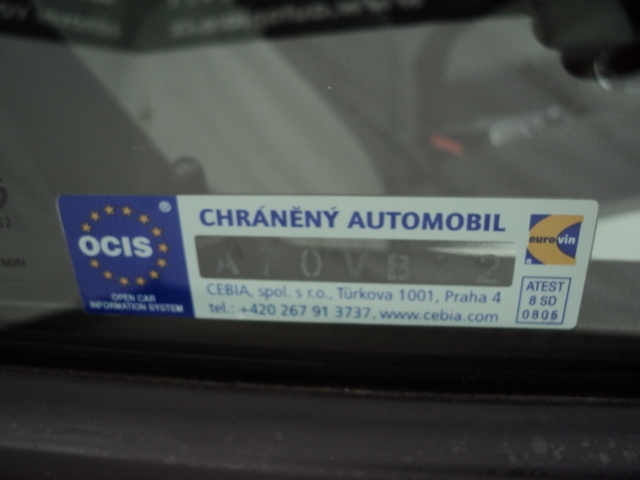 OCIS ®
OPEN CAR
INFORMATION SYSTEM
CHRÁNĚNÝ AUTOMOBIL
CEBIA, spol. s r.o., Türkova 1001, Praha 4
tel.: +420 267 91 3737, www.cebia.com
eurovin
ATEST
8 SD
0805
MIN.